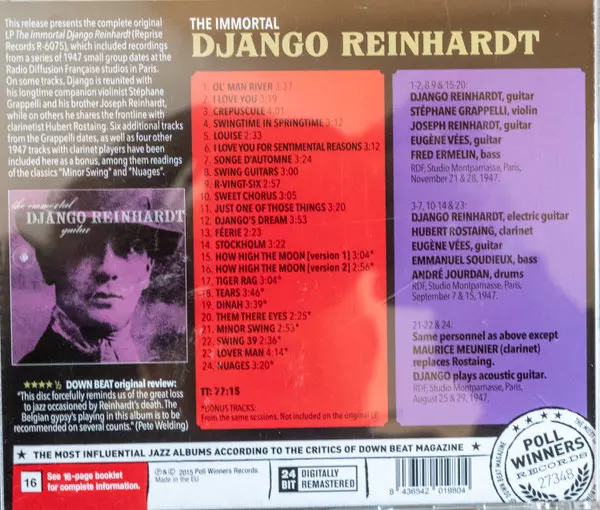 This release presents the complete original
LP The Immortal Django Reinhardt (Reprise
Records R-6075), which included recordings
from a series of 1947 small group dates at the
Radio Diffusion Française studios in Paris.
On some tracks, Django is reunited with
his longtime companion violinist Stéphane
Grappelli and his brother Joseph Reinhardt,
while on others he shares the frontline with
clarinetist Hubert Rostaing. Six additional tracks
from the Grappelli dates, as well as four other
1947 tracks with clarinet players have been
included here as a bonus, among them readings
of the classics "Minor Swing" and "Nuages".
the immortal
DJANGO REINHARDT
guitar
★★★★ ½ DOWN BEAT original review:
"This disc forcefully reminds us of the great loss
to jazz occasioned by Reinhardt's death. The
Belgian gypsy's playing in this album is to be
recommended on several counts." (Pete Welding)
THE IMMORTAL
DJANGO REINHARDT
1. OL' MAN RIVER 3:37
2. I LOVE YOU 3:19
3. CREPUSCULE 4:01
4. SWINGTIME IN SPRINGTIME 3:12
5. LOUISE 2:33
6. I LOVE YOU FOR SENTIMENTAL REASONS 3:12
7. SONGE D'AUTOMNE 3:24
8. SWING GUITARS 3:00
9. R-VINGT-SIX 2:57
10. SWEET CHORUS 3:05
11. JUST ONE OF THOSE THINGS 3:20
12. DJANGO'S DREAM 3:53
13. FÉERIE 2:23
14. STOCKHOLM 3:22
15. HOW HIGH THE MOON [version 1] 3:04*
16. HOW HIGH THE MOON [version 2] 2:56*
17. TIGER RAG 3:04*
18. TEARS 3:46*
19. DINAH 3:39*
20. THEM THERE EYES 2:25*
21. MINOR SWING 2:53*
22. SWING 39 2:36*
23. LOVER MAN 4:14*
24. NUAGES 3:20*
TT: 77:15
*BONUS TRACKS:
From the same sessions. Not included on the original LP
1-2, 8,9 & 15-20:
DJANGO REINHARDT, guitar
STÉPHANE GRAPPELLI, violin
JOSEPH REINHARDT, guitar
EUGÈNE VÉES, guitar
FRED ERMELIN, bass
RDF, Studio Montparnasse, Paris,
November 21 & 28, 1947.
3-7, 10-14 & 23:
DJANGO REINHARDT, electric guitar
HUBERT ROSTAING, clarinet
EUGÈNE VÉES, guitar
EMMANUEL SOUDIEUX, bass
ANDRÉ JOURDAN, drums
RDF, Studio Montparnasse, Paris,
September 7 & 15, 1947.
21-22 & 24:
Same personnel as above except
MAURICE MEUNIER (clarinet)
replaces Rostaing.
DJANGO plays acoustic guitar.
RDF, Studio Montparnasse, Paris,
August 25 & 29, 1947.
★ THE MOST INFLUENTIAL JAZZ ALBUMS ACCORDING TO THE CRITICS OF DOWN BEAT MAGAZINE ★
16
See 16-page booklet
for complete information.
℗ & © 2015 Poll Winners Records.
Made in the EU
24 BIT
DIGITALLY
REMASTERED
8 436542 019804
POLL
WINNERS
RECORDS
27348